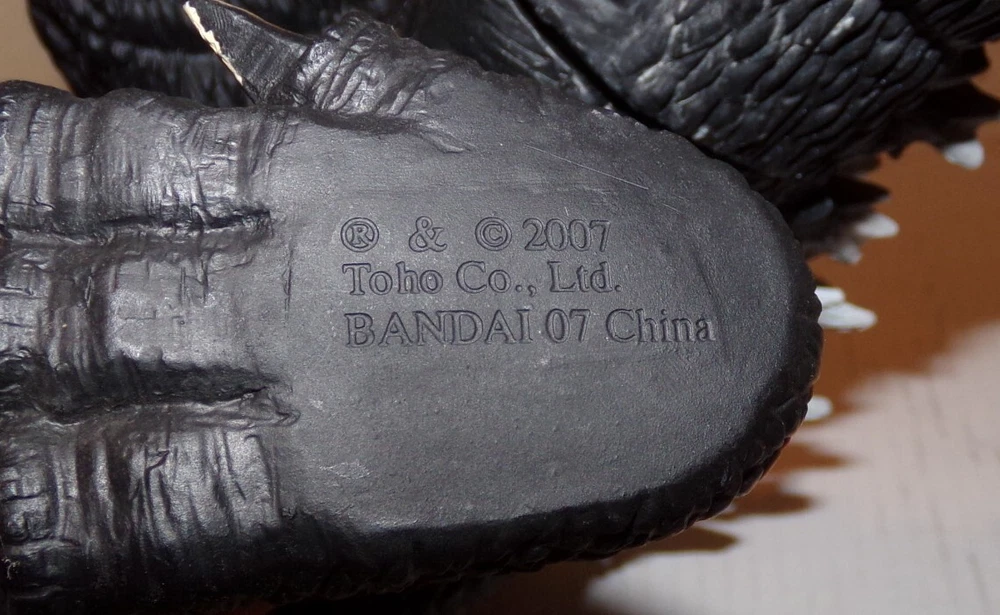 ® & © 2007
Toho Co., Ltd.
BANDAI 07 China